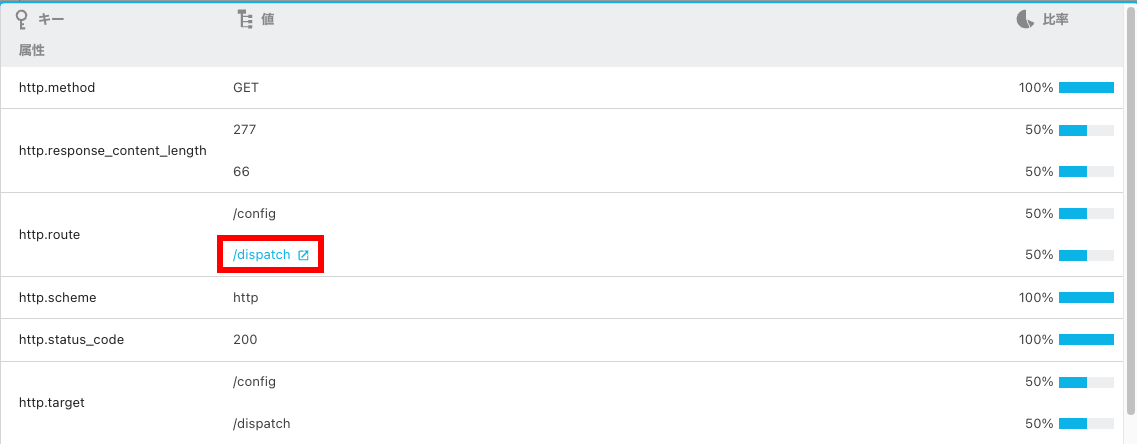 キー 値 比率
属性
http.method GET 100%
277 50%
http.response_content_length
66 50%
/config 50%
http.route
/dispatch 50%
http.scheme http 100%
http.status_code 200 100%
/config 50%
http.target
/dispatch 50%